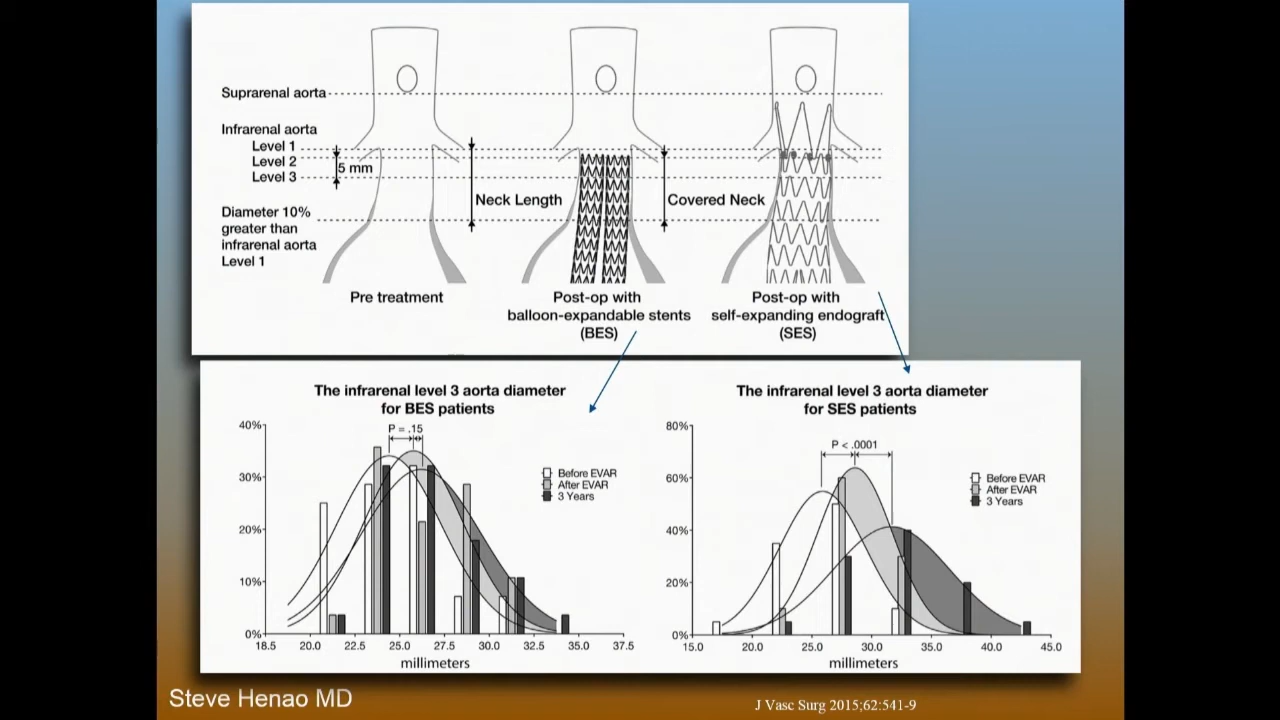 Suprarenal aorta
Infrarenal aorta
Level 1
Level 2
Level 3
5 mm
Neck Length
Covered Neck
Diameter 10%
greater than
infrarenal aorta
Level 1
Pre treatment
Post-op with
balloon-expandable stents
(BES)
Post-op with
self-expanding endograft
(SES)
The infrarenal level 3 aorta diameter
for BES patients
40%
30%
20%
10%
0%
P = .15
Before EVAR
After EVAR
3 Years
18.5 20.0 22.5 25.0 27.5 30.0 32.5 35.0 37.5
millimeters
The infrarenal level 3 aorta diameter
for SES patients
80%
60%
40%
20%
0%
P < .0001
Before EVAR
After EVAR
3 Years
15.0 20.0 25.0 30.0 35.0 40.0 45.0
millimeters
Steve Henao MD
J Vasc Surg 2015;62:541-9